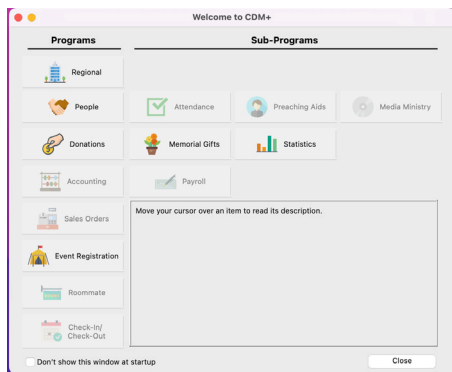 Welcome to CDM+
Programs
Sub-Programs
Regional
People
Attendance
Preaching Aids
Media Ministry
Donations
Memorial Gifts
Statistics
Accounting
Payroll
Sales Orders
Move your cursor over an item to read its description.
Event Registration
Roommate
Check-In/
Check-Out
Don't show this window at startup
Close